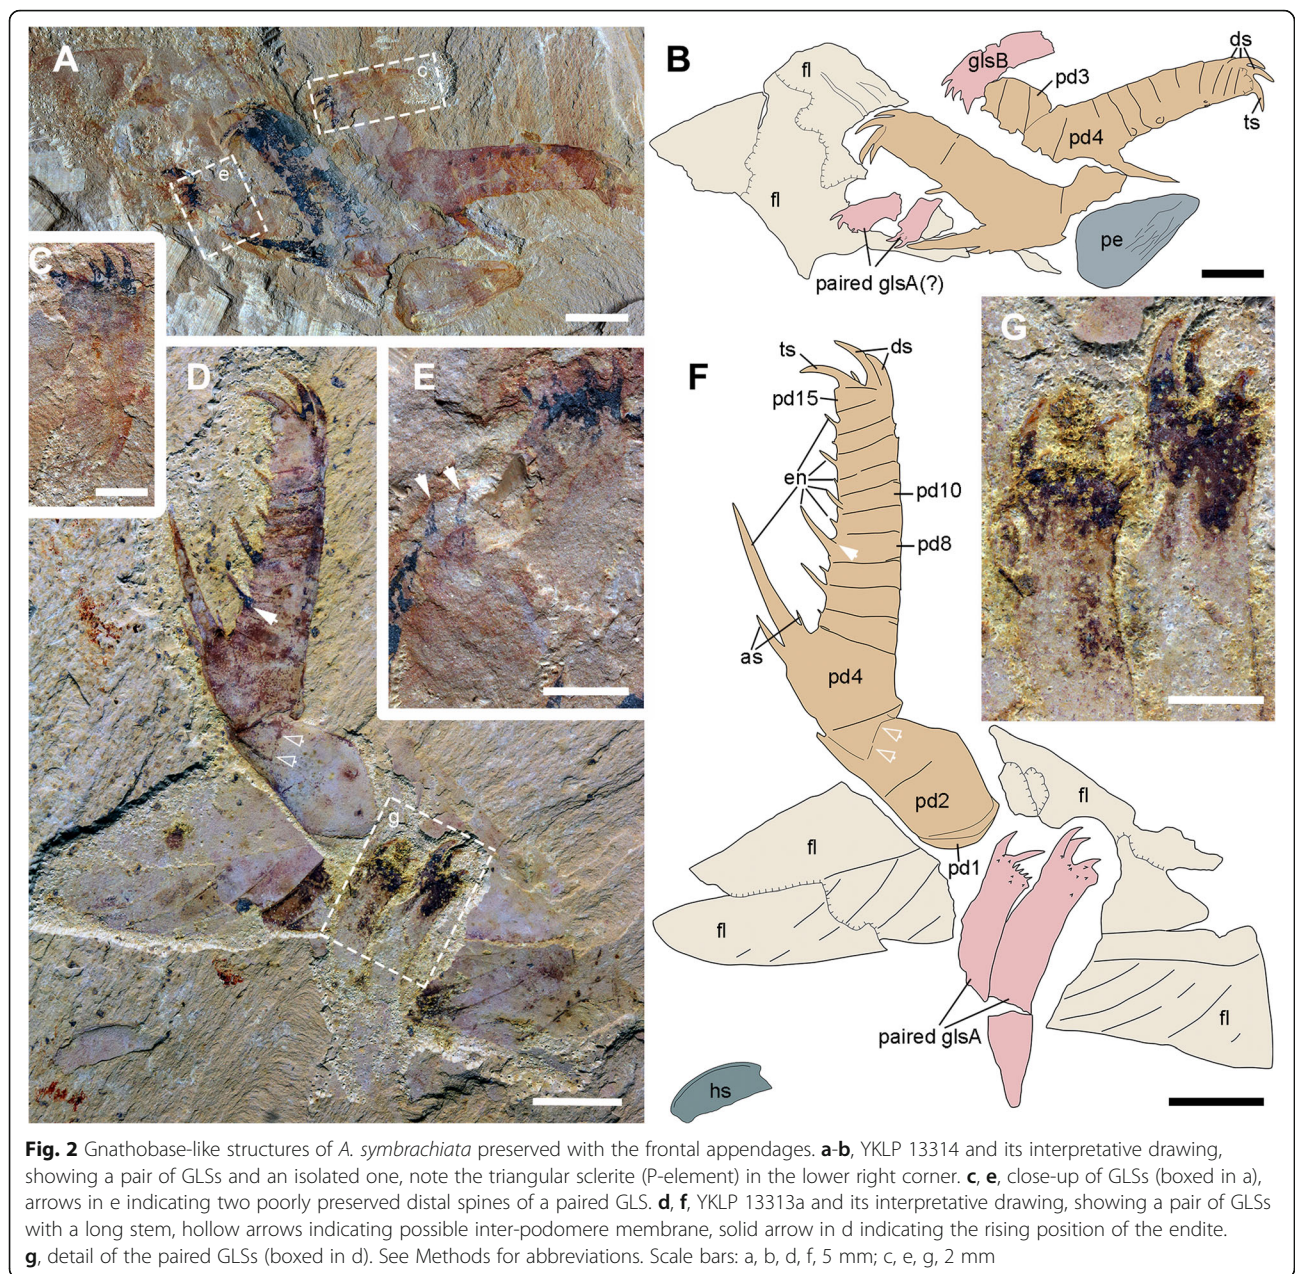 A
c
e
B
glsB
fl
pd3
ds
pd4
ts
fl
pe
paired glsA(?)
C
D
E
g
F
ts
ds
pd15
en
pd10
pd8
as
pd4
pd2
pd1
fl
fl
fl
fl
paired glsA
hs
G
Fig. 2 Gnathobase-like structures of A. symbrachiata preserved with the frontal appendages. a-b, YKLP 13314 and its interpretative drawing,
showing a pair of GLSs and an isolated one, note the triangular sclerite (P-element) in the lower right corner. c, e, close-up of GLSs (boxed in a),
arrows in e indicating two poorly preserved distal spines of a paired GLS. d, f, YKLP 13313a and its interpretative drawing, showing a pair of GLSs
with a long stem, hollow arrows indicating possible inter-podomere membrane, solid arrow in d indicating the rising position of the endite.
g, detail of the paired GLSs (boxed in d). See Methods for abbreviations. Scale bars: a, b, d, f, 5 mm; c, e, g, 2 mm